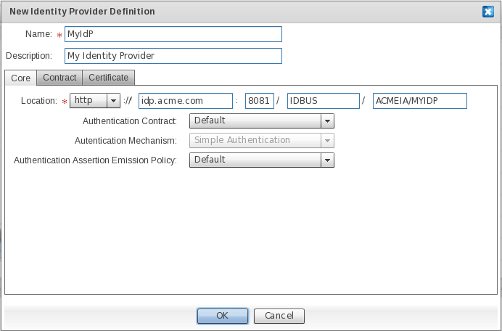 New Identity Provider Definition
Name: * MyIdP
Description: My Identity Provider
Core Contract Certificate
Location: * http :// idp.acme.com : 8081 / IDBUS / ACMEIA/MYIDP
Authentication Contract: Default
Autentication Mechanism: Simple Authentication
Authentication Assertion Emission Policy: Default
OK Cancel